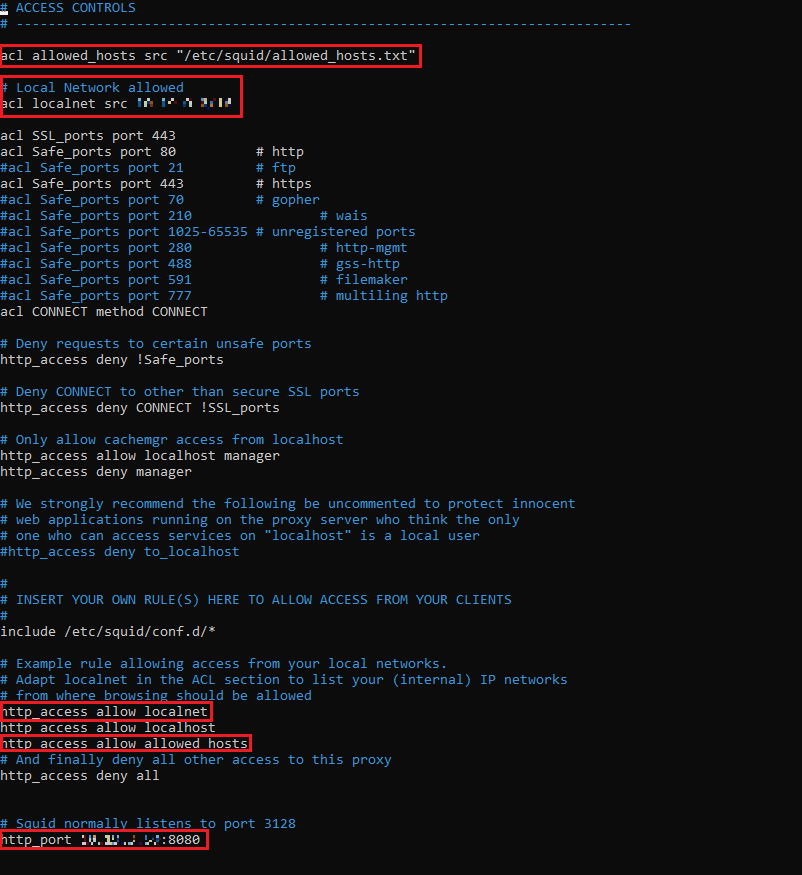 # ACCESS CONTROLS
# -----------------------------------------------------------------------------
acl allowed_hosts src "/etc/squid/allowed_hosts.txt"
# Local Network allowed
acl localnet src
acl SSL_ports port 443
acl Safe_ports port 80 # http
#acl Safe_ports port 21 # ftp
acl Safe_ports port 443 # https
#acl Safe_ports port 70 # gopher
#acl Safe_ports port 210 # wais
#acl Safe_ports port 1025-65535 # unregistered ports
#acl Safe_ports port 280 # http-mgmt
#acl Safe_ports port 488 # gss-http
#acl Safe_ports port 591 # filemaker
#acl Safe_ports port 777 # multiling http
acl CONNECT method CONNECT
# Deny requests to certain unsafe ports
http_access deny !Safe_ports
# Deny CONNECT to other than secure SSL ports
http_access deny CONNECT !SSL_ports
# Only allow cachemgr access from localhost
http_access allow localhost manager
http_access deny manager
# We strongly recommend the following be uncommented to protect innocent
# web applications running on the proxy server who think the only
# one who can access services on "localhost" is a local user
#http_access deny to_localhost
#
# INSERT YOUR OWN RULE(S) HERE TO ALLOW ACCESS FROM YOUR CLIENTS
#
include /etc/squid/conf.d/*
# Example rule allowing access from your local networks.
# Adapt localnet in the ACL section to list your (internal) IP networks
# from where browsing should be allowed
http_access allow localnet
http_access allow localhost
http_access allow allowed_hosts
# And finally deny all other access to this proxy
http_access deny all
# Squid normally listens to port 3128
http_port :8080